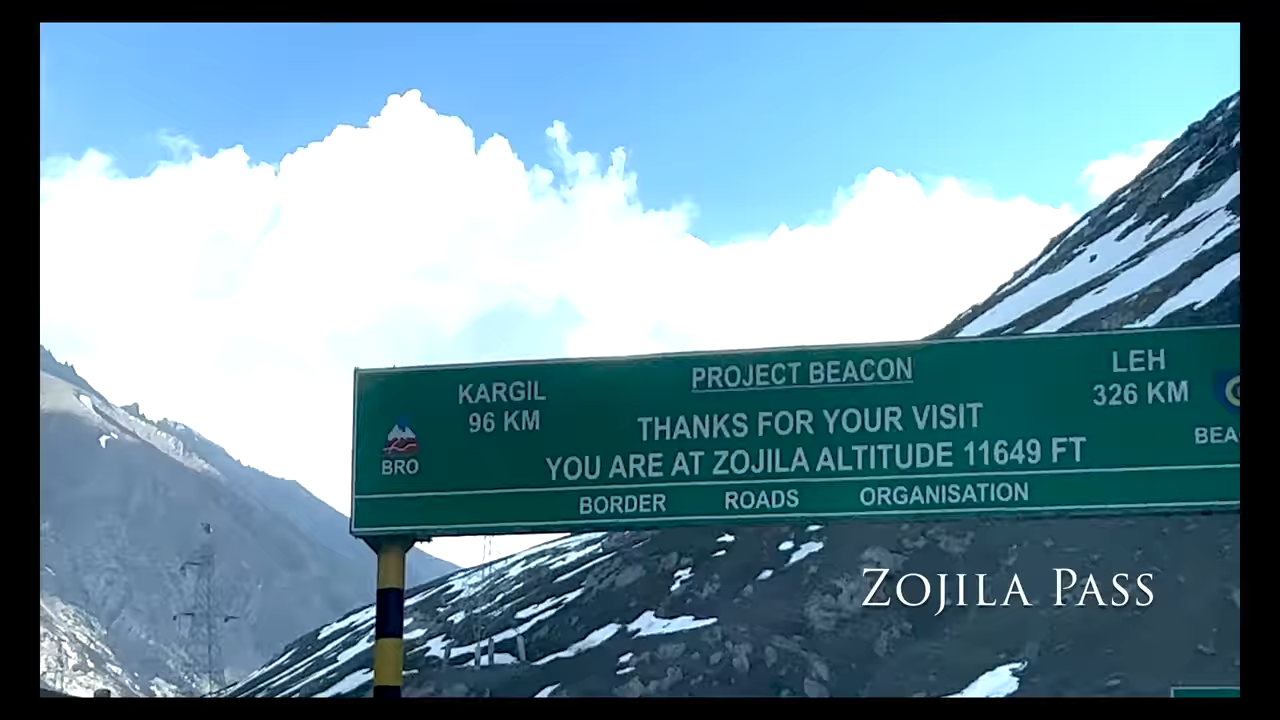 PROJECT BEACON
KARGIL
96 KM
LEH
326 KM
THANKS FOR YOUR VISIT
YOU ARE AT ZOJILA ALTITUDE 11649 FT
BRO
BEA
BORDER ROADS ORGANISATION
ZOJILA PASS